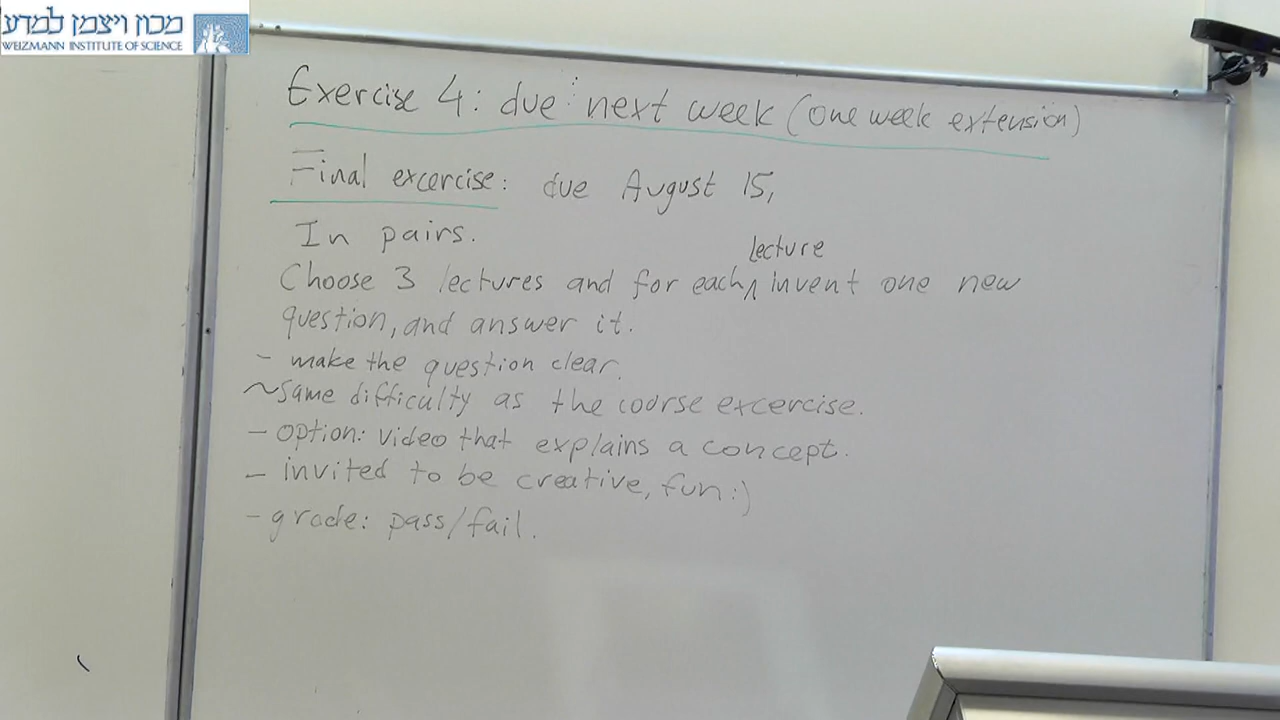 מכון ויצמן למדע
WEIZMANN INSTITUTE OF SCIENCE
Exercise 4: due: next week (one week extension)
Final excercise: due August 15,
In pairs.
lecture
Choose 3 lectures and for each invent one new
question, and answer it.
- make the question clear.
~ Same difficulty as the course excercise.
- option: video that explains a concept.
- invited to be creative, fun :)
- grade: pass/fail.